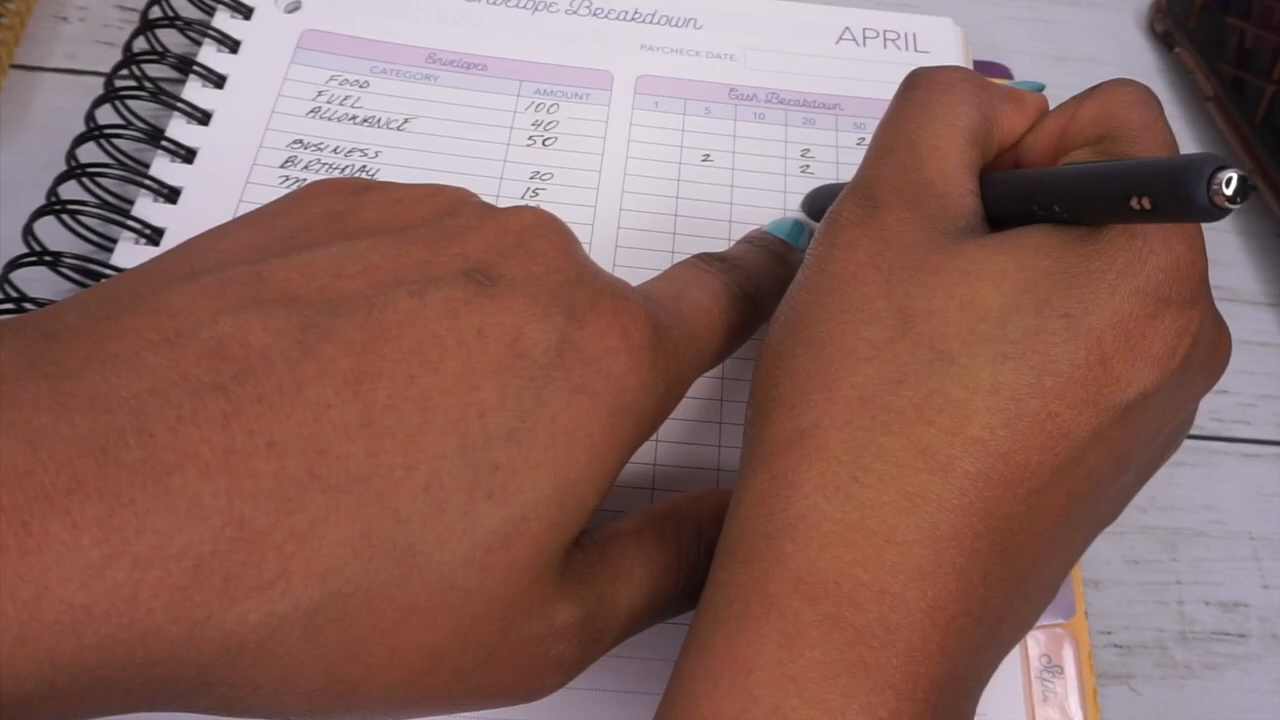 Envelope Breakdown
APRIL
PAYCHECK DATE:
Envelopes
CATEGORY AMOUNT
FOOD 100
FUEL 40
ALLOWANCE 50
BUSINESS 20
BIRTHDAY 15
M
Cash Breakdown
1 5 10 20 50
2
2 2
2
Sept.